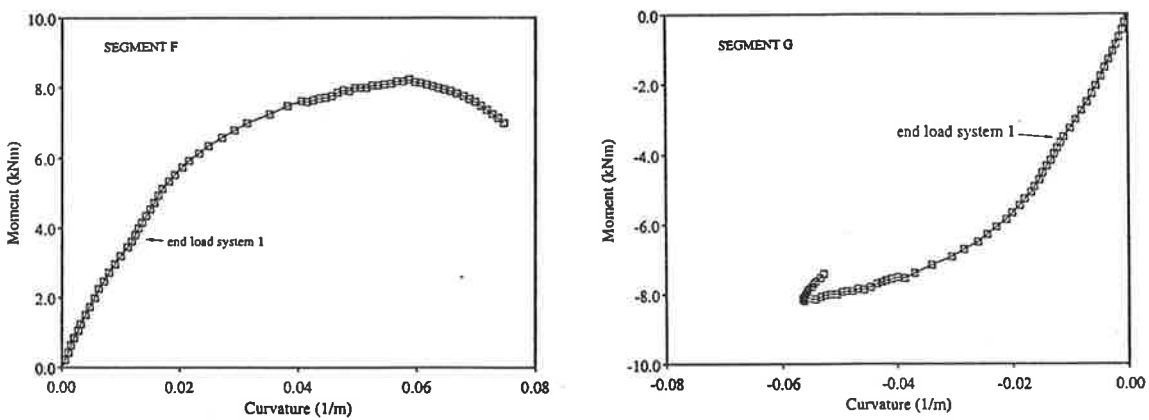 10.0
SEGMENT F
8.0
6.0
Moment (kNm)
4.0
end load system 1
2.0
0.0
0.00 0.02 0.04 0.06 0.08
Curvature (1/m)
0.0
SEGMENT G
-2.0
end load system 1
-4.0
Moment (kNm)
-6.0
-8.0
-10.0
-0.08 -0.06 -0.04 -0.02 0.00
Curvature (1/m)